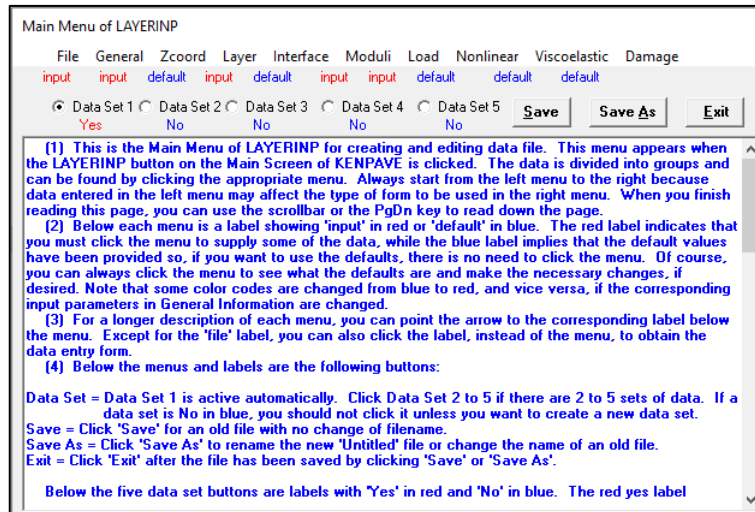 Main Menu of LAYERINP
File General Zcoord Layer Interface Moduli Load Nonlinear Viscoelastic Damage
input input default input default input input default default default
Data Set 1 Data Set 2 Data Set 3 Data Set 4 Data Set 5 Save Save As Exit
Yes No No No No
(1) This is the Main Menu of LAYERINP for creating and editing data file. This menu appears when
the LAYERINP button on the Main Screen of KENPAVE is clicked. The data is divided into groups and
can be found by clicking the appropriate menu. Always start from the left menu to the right because
data entered in the left menu may affect the type of form to be used in the right menu. When you finish
reading this page, you can use the scrollbar or the PgDn key to read down the page.
(2) Below each menu is a label showing 'input' in red or 'default' in blue. The red label indicates that
you must click the menu to supply some of the data, while the blue label implies that the default values
have been provided so, if you want to use the defaults, there is no need to click the menu. Of course,
you can always click the menu to see what the defaults are and make the necessary changes, if
desired. Note that some color codes are changed from blue to red, and vice versa, if the corresponding
input parameters in General Information are changed.
(3) For a longer description of each menu, you can point the arrow to the corresponding label below
the menu. Except for the 'file' label, you can also click the label, instead of the menu, to obtain the
data entry form.
(4) Below the menus and labels are the following buttons:
Data Set = Data Set 1 is active automatically. Click Data Set 2 to 5 if there are 2 to 5 sets of data. If a
data set is No in blue, you should not click it unless you want to create a new data set.
Save = Click 'Save' for an old file with no change of filename.
Save As = Click 'Save As' to rename the new 'Untitled' file or change the name of an old file.
Exit = Click 'Exit' after the file has been saved by clicking 'Save' or 'Save As'.
Below the five data set buttons are labels with 'Yes' in red and 'No' in blue. The red yes label